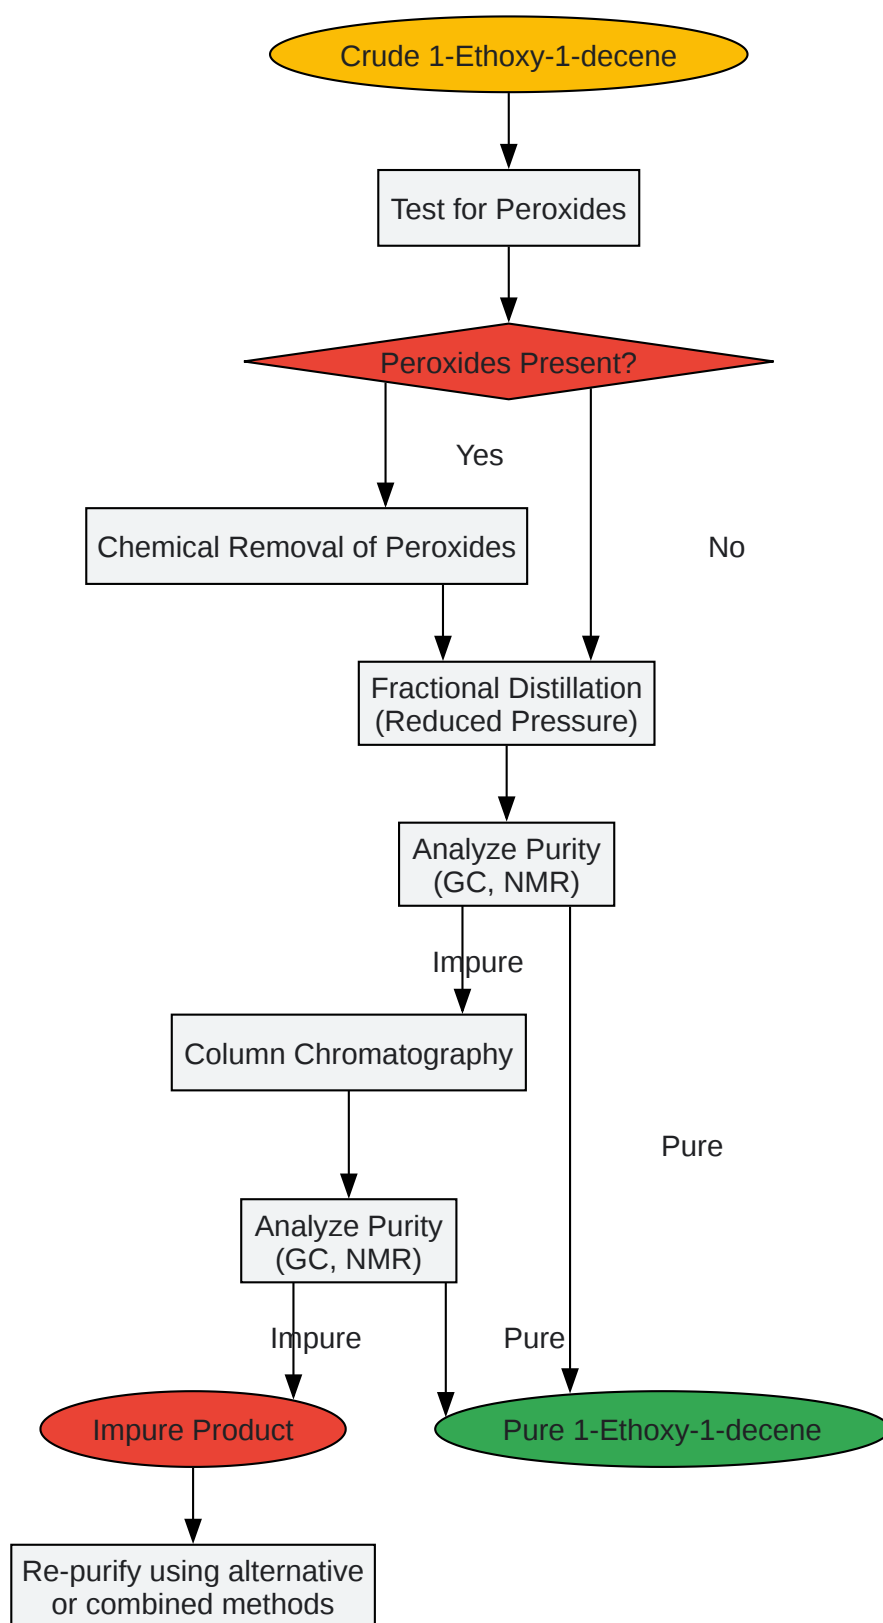 Crude 1-Ethoxy-1-decene
Test for Peroxides
Peroxides Present?
Yes
Chemical Removal of Peroxides
No
Fractional Distillation
(Reduced Pressure)
Analyze Purity
(GC, NMR)
Impure
Column Chromatography
Pure
Analyze Purity
(GC, NMR)
Impure
Pure
Impure Product
Pure 1-Ethoxy-1-decene
Re-purify using alternative
or combined methods